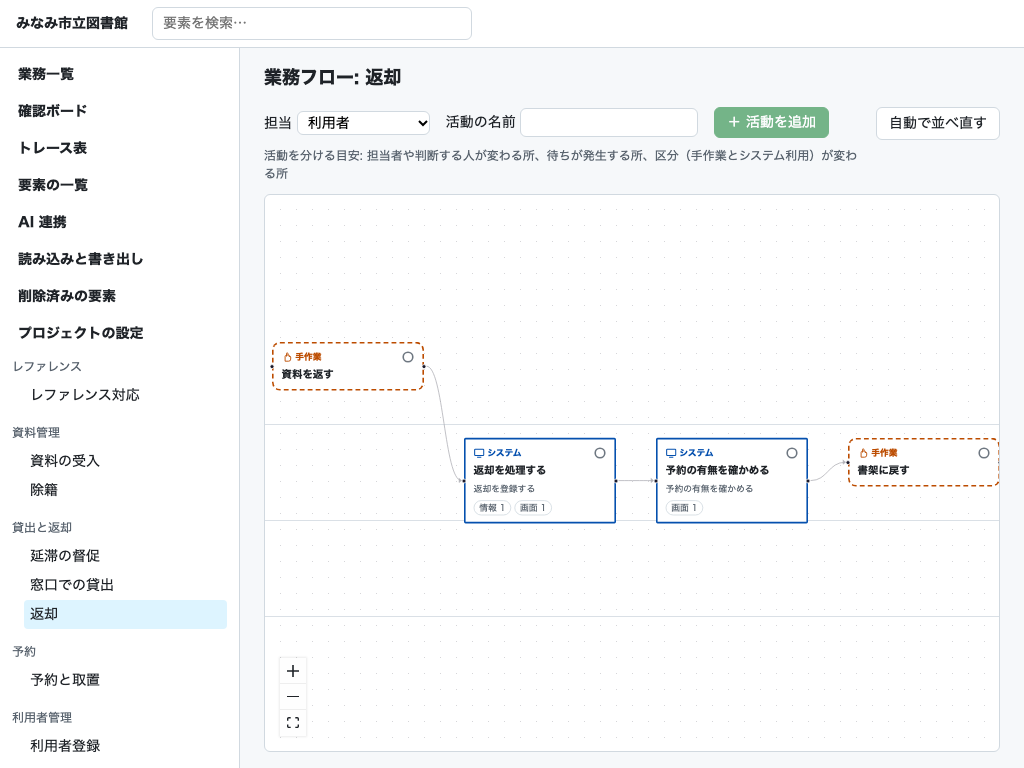 みなみ市立図書館
要素を検索…
業務一覧
確認ボード
トレース表
要素の一覧
AI 連携
読み込みと書き出し
削除済みの要素
プロジェクトの設定
レファレンス
レファレンス対応
資料管理
資料の受入
除籍
貸出と返却
延滞の督促
窓口での貸出
返却
予約
予約と取置
利用者管理
利用者登録
業務フロー: 返却
担当 利用者 活動の名前 ＋ 活動を追加 自動で並べ直す
活動を分ける目安: 担当者や判断する人が変わる所、待ちが発生する所、区分（手作業とシステム利用）が変わ
る所
手作業
資料を返す
システム
返却を処理する
返却を登録する
情報 1 画面 1
システム
予約の有無を確かめる
予約の有無を確かめる
画面 1
手作業
書架に戻す